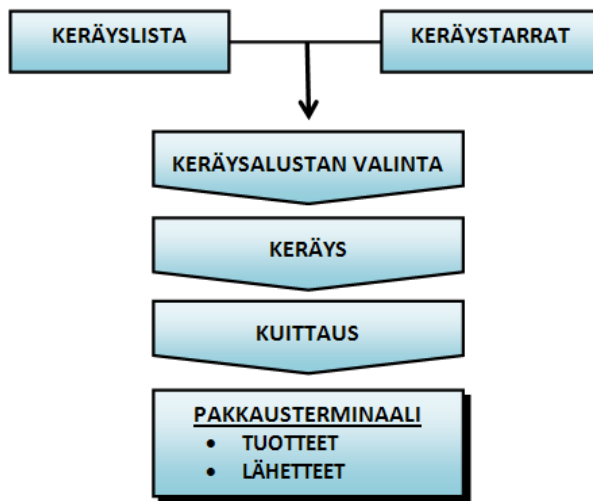 KERÄYSLISTA
KERÄYSTARRAT
KERÄYSALUSTAN VALINTA
KERÄYS
KUITTAUS
PAKKAUSTERMINAALI
• TUOTTEET
• LÄHETTEET